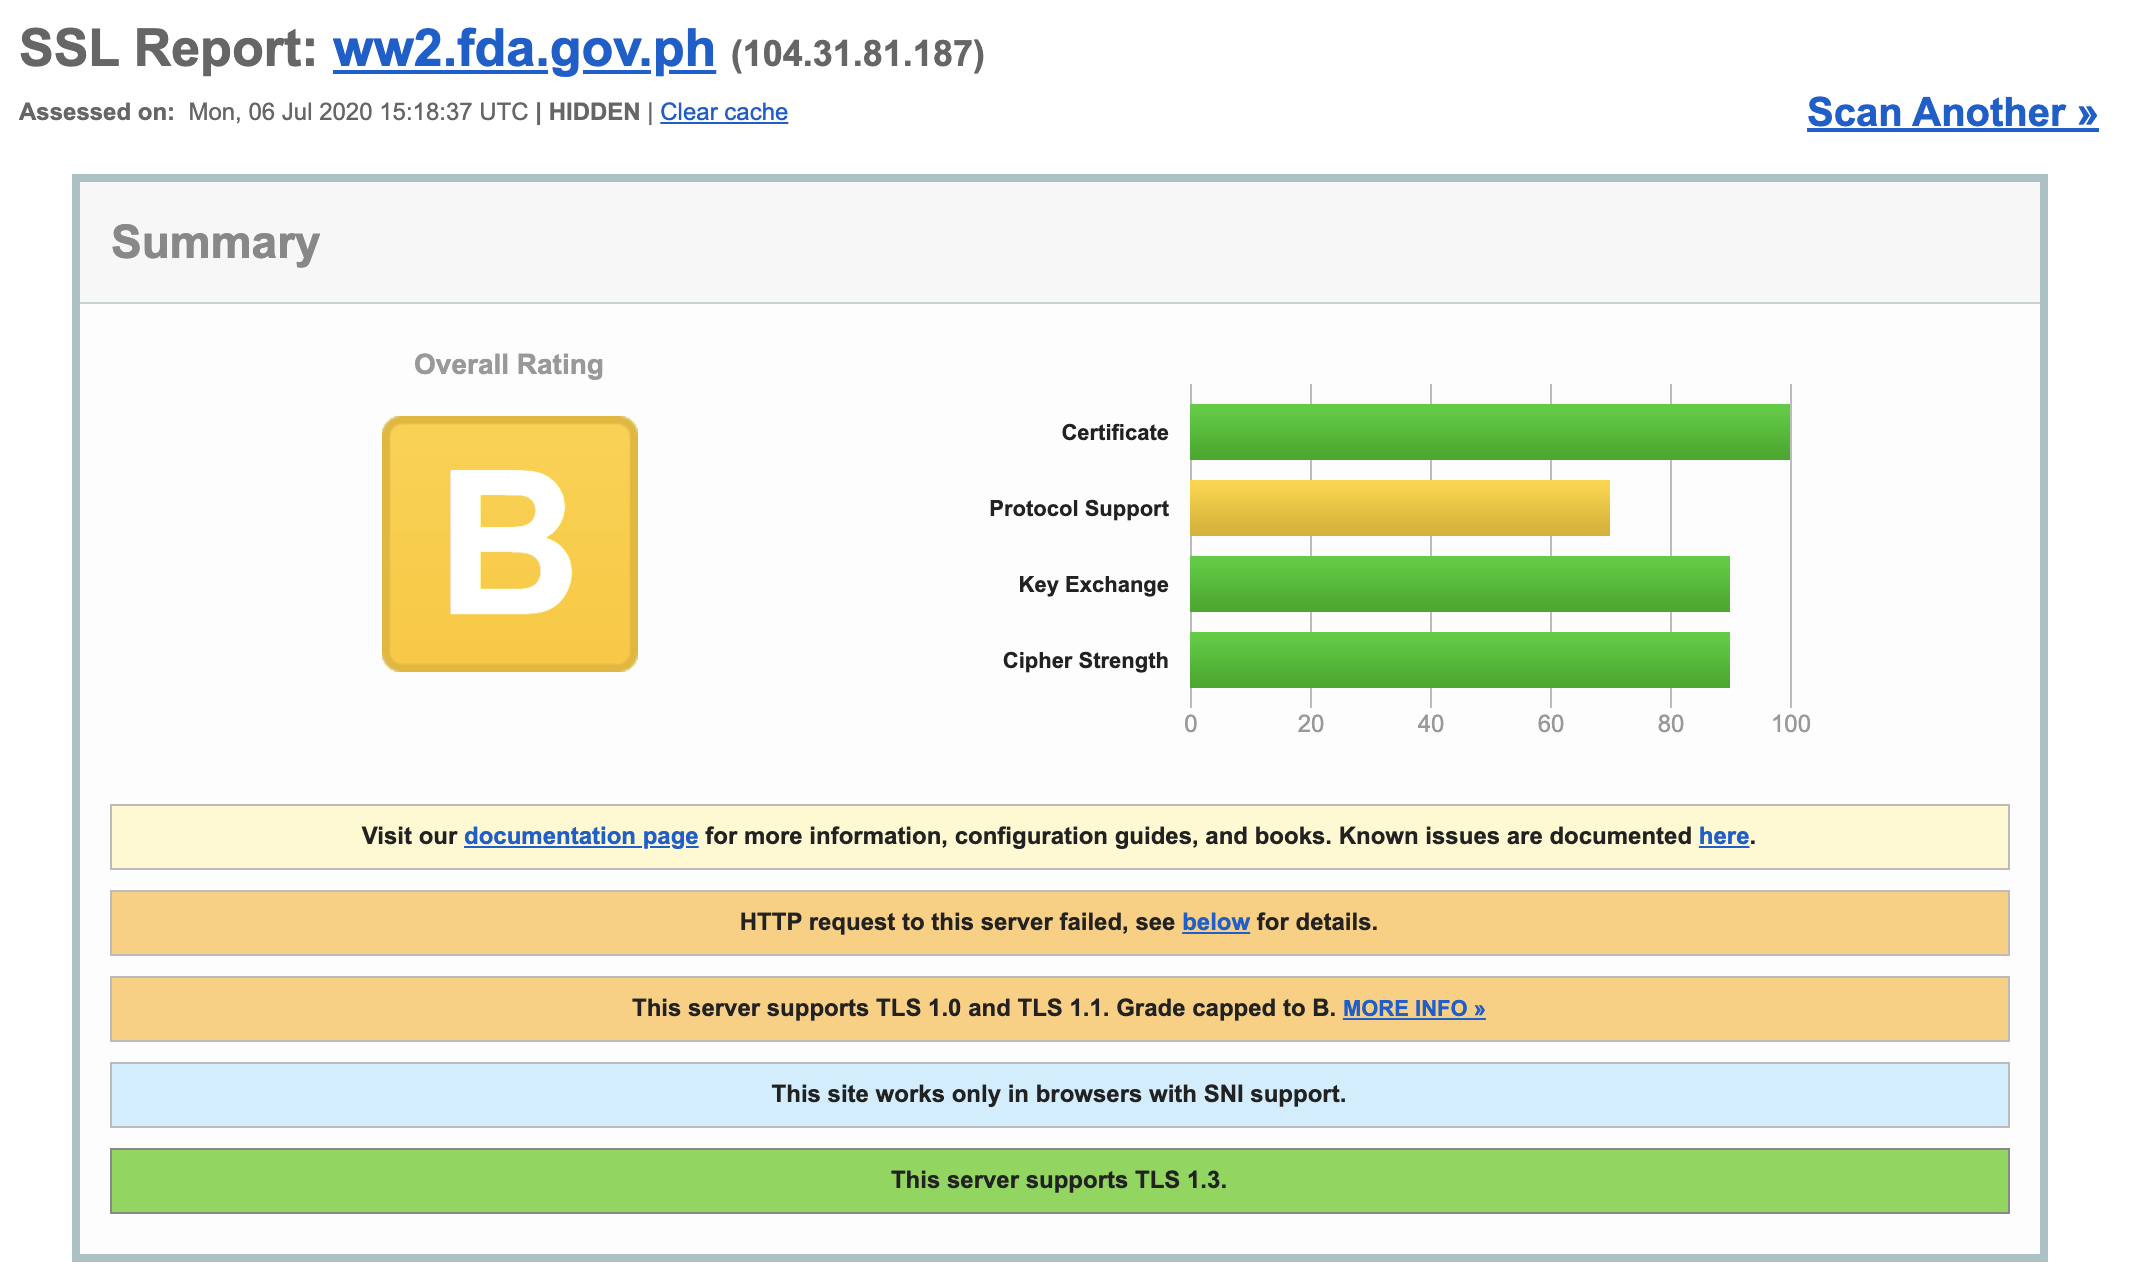 SSL Report: ww2.fda.gov.ph (104.31.81.187)
Assessed on: Mon, 06 Jul 2020 15:18:37 UTC | HIDDEN | Clear cache
Scan Another »
Summary
Overall Rating
B
Certificate
Protocol Support
Key Exchange
Cipher Strength
0 20 40 60 80 100
Visit our documentation page for more information, configuration guides, and books. Known issues are documented here.
HTTP request to this server failed, see below for details.
This server supports TLS 1.0 and TLS 1.1. Grade capped to B. MORE INFO »
This site works only in browsers with SNI support.
This server supports TLS 1.3.